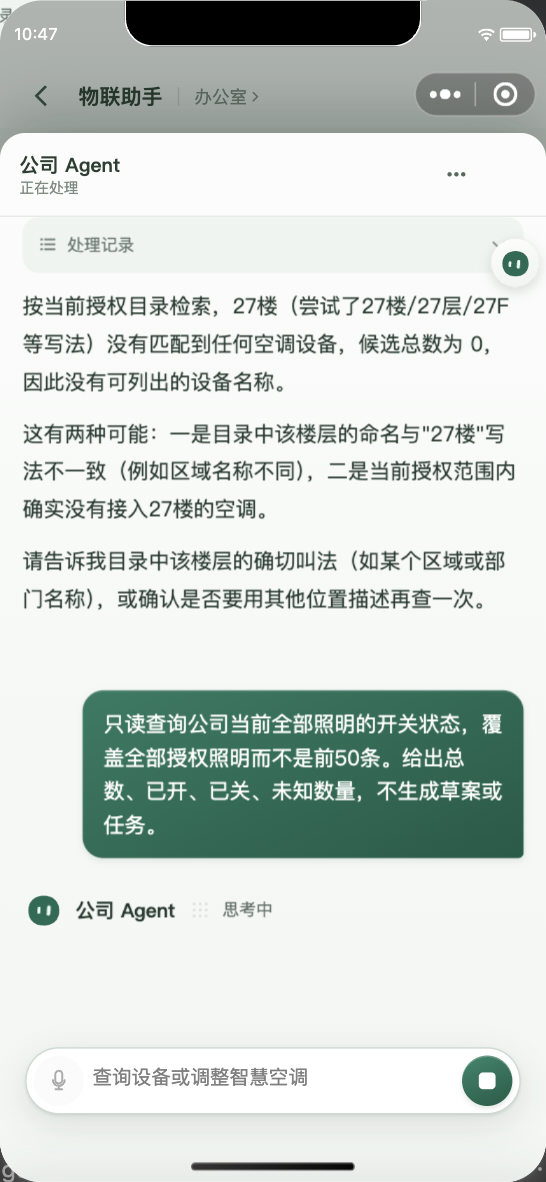 10:47
物联助手
办公室
公司 Agent
正在处理
处理记录
按当前授权目录检索，27楼（尝试了27楼/27层/27F
等写法）没有匹配到任何空调设备，候选总数为 0，
因此没有可列出的设备名称。
这有两种可能：一是目录中该楼层的命名与"27楼"写
法不一致（例如区域名称不同），二是当前授权范围内
确实没有接入27楼的空调。
请告诉我目录中该楼层的确切叫法（如某个区域或部
门名称），或确认是否要用其他位置描述再查一次。
只读查询公司当前全部照明的开关状态，覆
盖全部授权照明而不是前50条。给出总
数、已开、已关、未知数量，不生成草案或
任务。
公司 Agent
思考中
查询设备或调整智慧空调